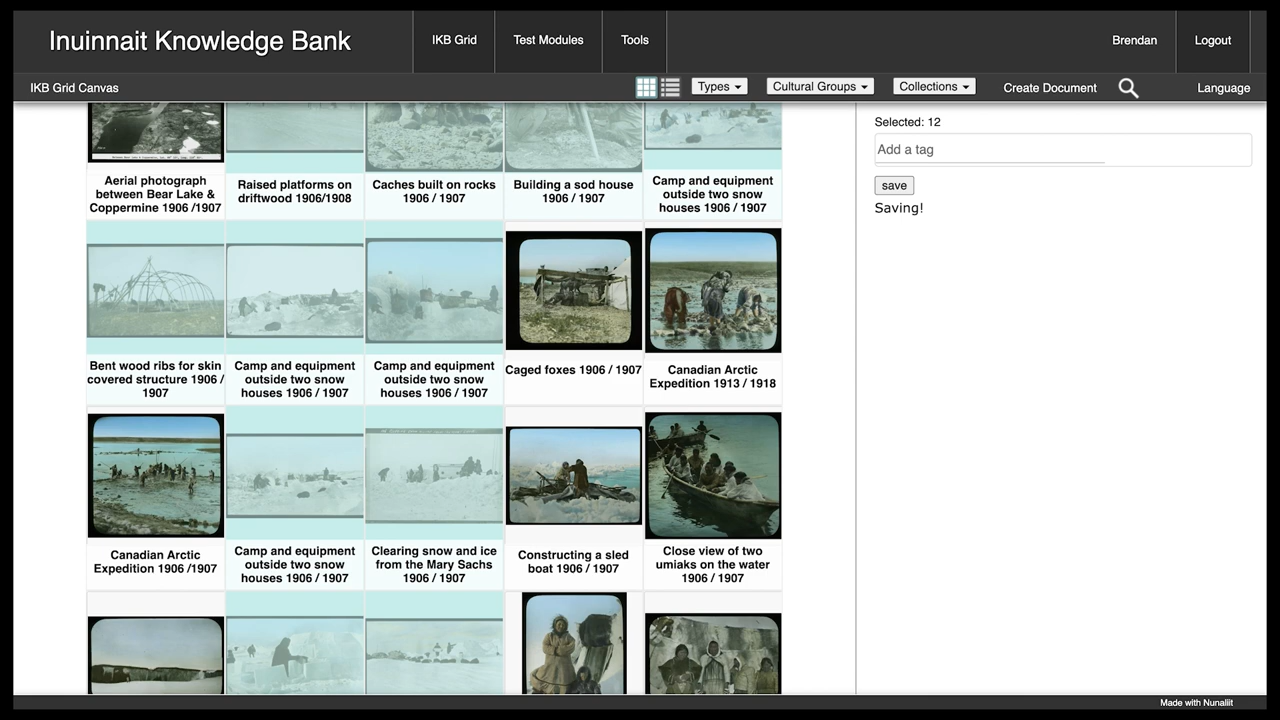 Inuinnait Knowledge Bank
IKB Grid
Test Modules
Tools
Brendan
Logout
IKB Grid Canvas
Types
Cultural Groups
Collections
Create Document
Language
Selected: 12
Add a tag
save
Saving!
Aerial photograph
between Bear Lake &
Coppermine 1906 /1907
Raised platforms on
driftwood 1906/1908
Caches built on rocks
1906 / 1907
Building a sod house
1906 / 1907
Camp and equipment
outside two snow
houses 1906 / 1907
Bent wood ribs for skin
covered structure 1906 /
1907
Camp and equipment
outside two snow
houses 1906 / 1907
Camp and equipment
outside two snow
houses 1906 / 1907
Caged foxes 1906 / 1907
Canadian Arctic
Expedition 1913 / 1918
Canadian Arctic
Expedition 1906 /1907
Camp and equipment
outside two snow
houses 1906 / 1907
Clearing snow and ice
from the Mary Sachs
1906 / 1907
Constructing a sled
boat 1906 / 1907
Close view of two
umiaks on the water
1906 / 1907
Made with Nunaliit